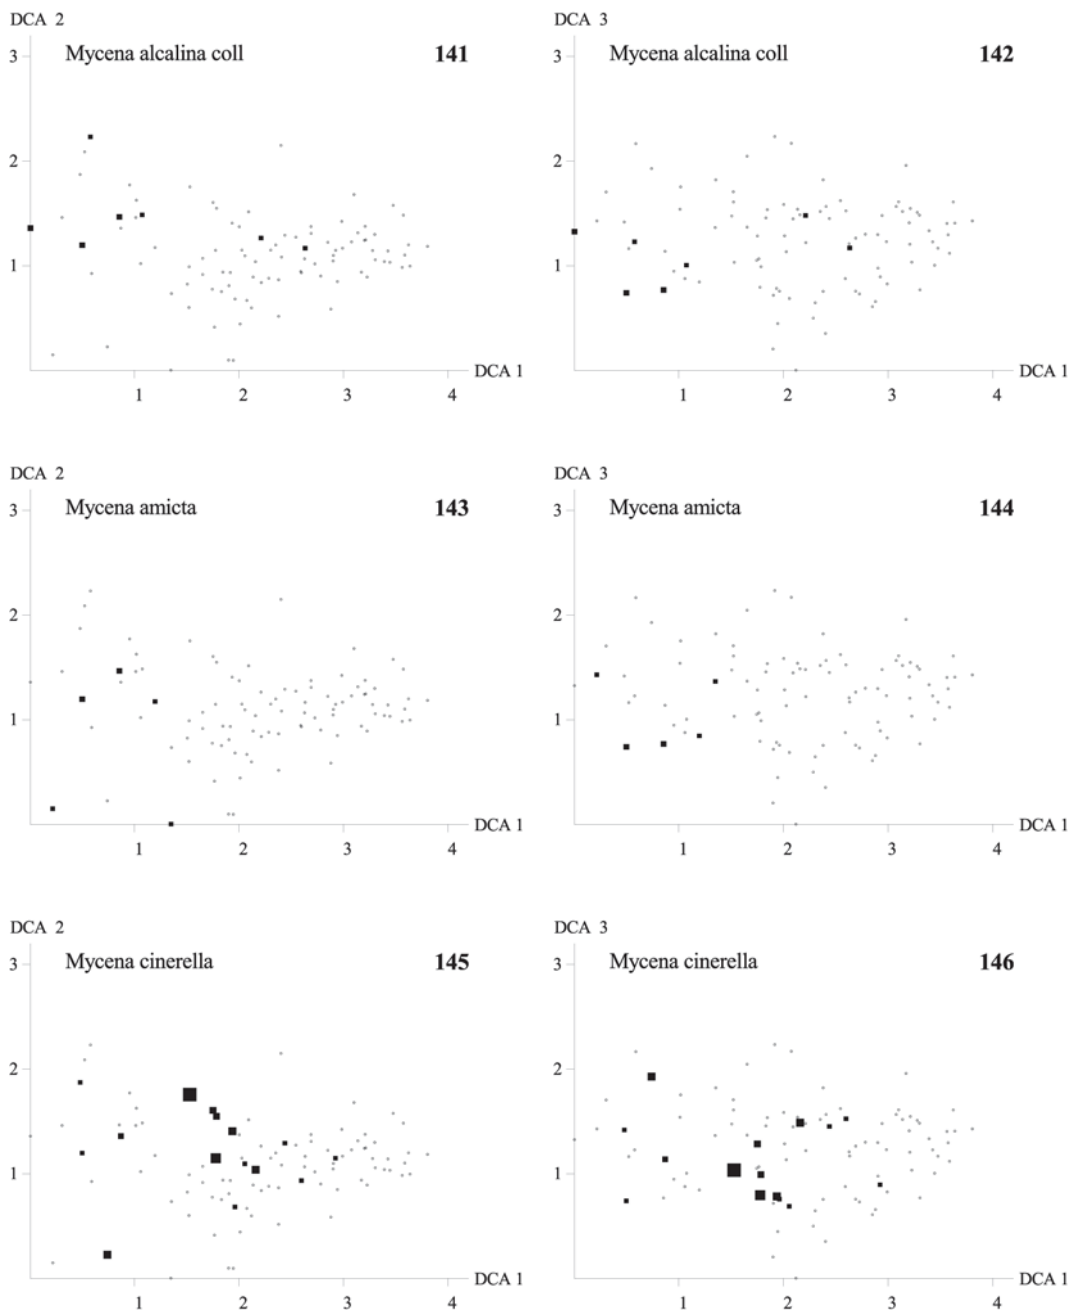 DCA 2
DCA 3
Mycena alcalina coll 141
Mycena alcalina coll 142
3
3
2
2
1
1
DCA 1
DCA 1
1 2 3 4
1 2 3 4
DCA 2
DCA 3
Mycena amicta 143
Mycena amicta 144
3
3
2
2
1
1
DCA 1
DCA 1
1 2 3 4
1 2 3 4
DCA 2
DCA 3
Mycena cinerella 145
Mycena cinerella 146
3
3
2
2
1
1
DCA 1
DCA 1
1 2 3 4
1 2 3 4